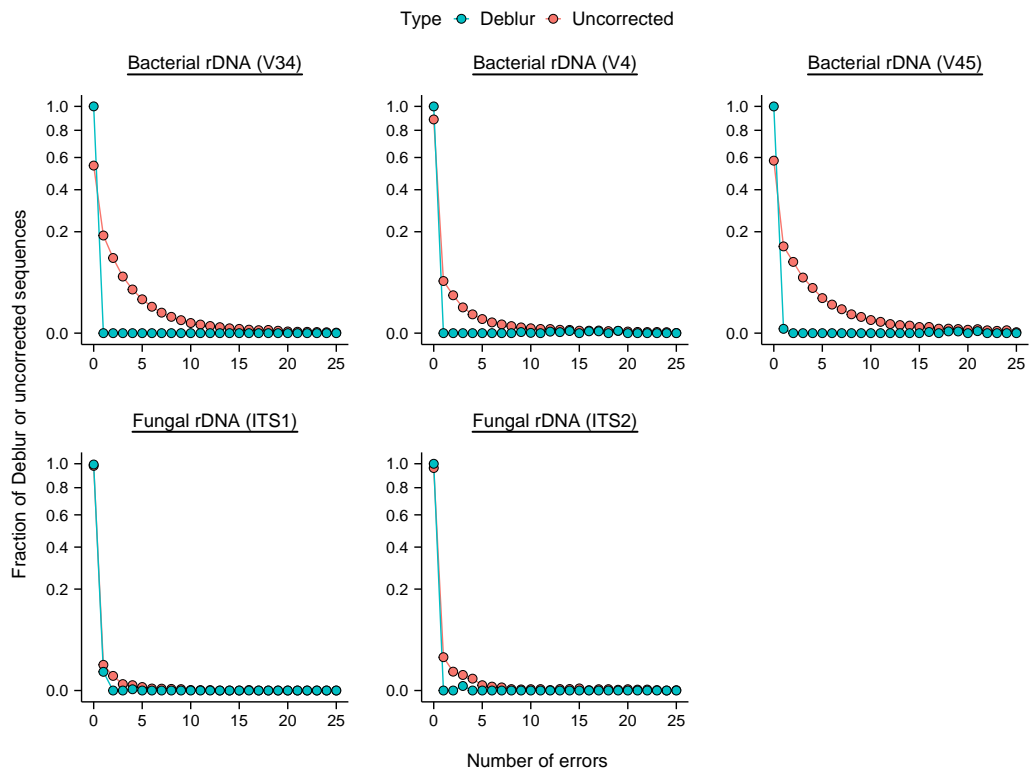 Type Deblur Uncorrected
Bacterial rDNA (V34) Bacterial rDNA (V4) Bacterial rDNA (V45)
1.0 1.0 1.0
0.8 0.8 0.8
0.6 0.6 0.6
0.4 0.4 0.4
0.2 0.2 0.2
0.0 0.0 0.0
0 5 10 15 20 25 0 5 10 15 20 25 0 5 10 15 20 25
Fraction of Deblur or uncorrected sequences
Fungal rDNA (ITS1) Fungal rDNA (ITS2)
1.0 1.0
0.8 0.8
0.6 0.6
0.4 0.4
0.2 0.2
0.0 0.0
0 5 10 15 20 25 0 5 10 15 20 25
Number of errors